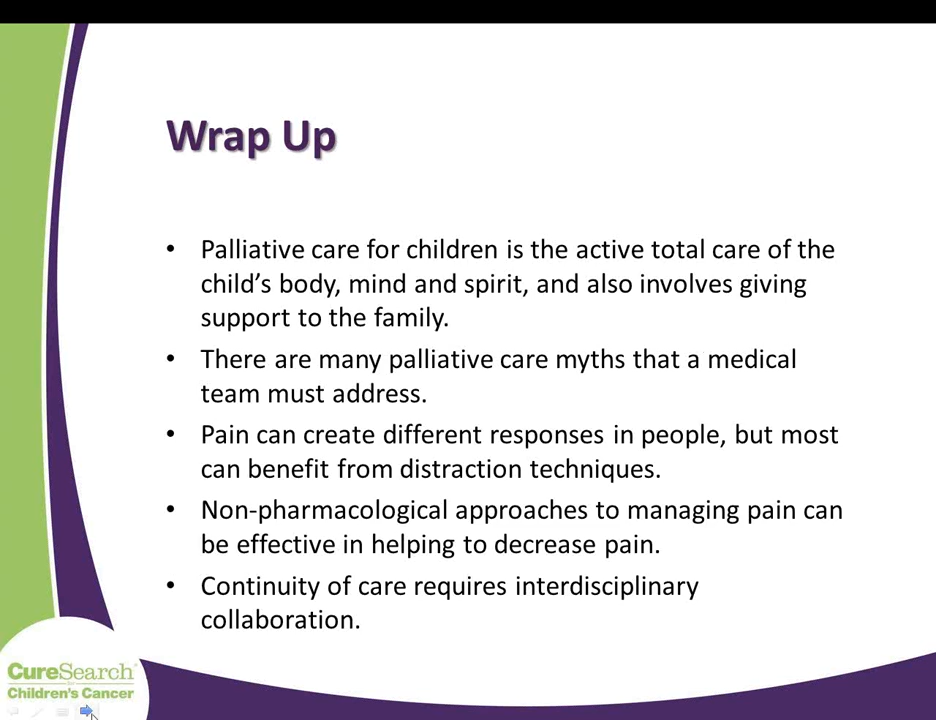 Wrap Up
• Palliative care for children is the active total care of the
child’s body, mind and spirit, and also involves giving
support to the family.
• There are many palliative care myths that a medical
team must address.
• Pain can create different responses in people, but most
can benefit from distraction techniques.
• Non-pharmacological approaches to managing pain can
be effective in helping to decrease pain.
• Continuity of care requires interdisciplinary
collaboration.
CureSearch
Children's Cancer